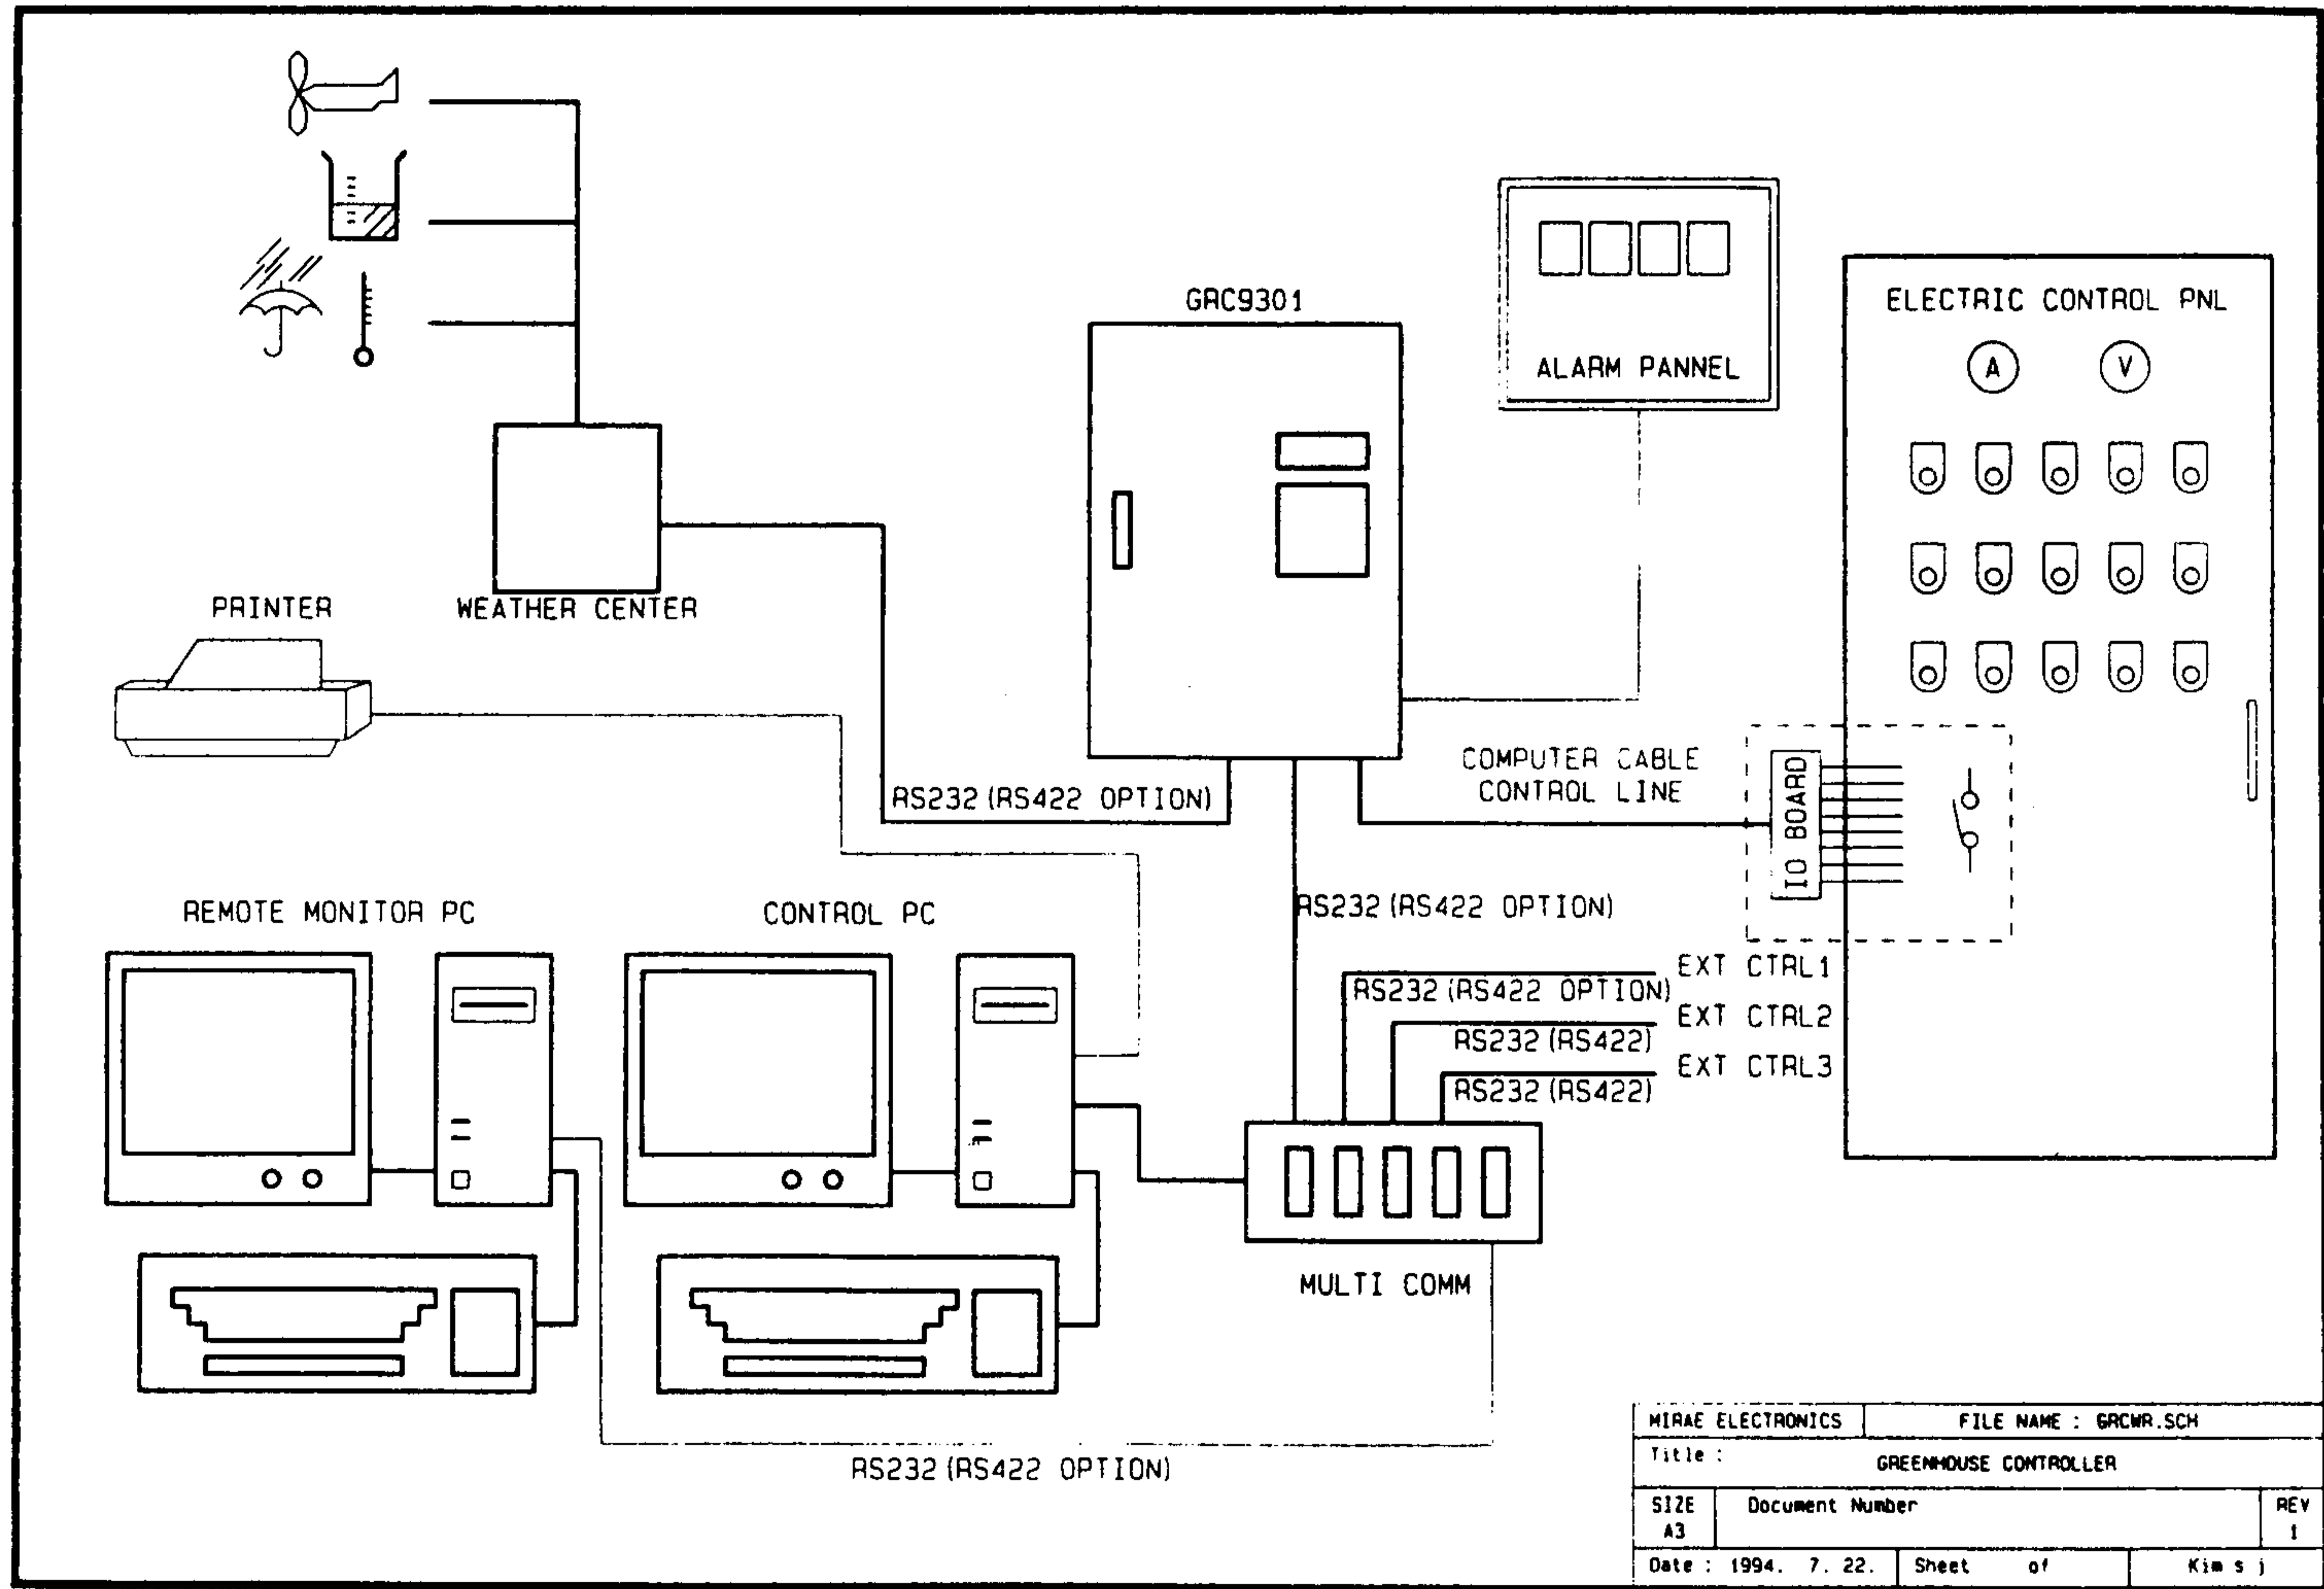 GRC9301
ALARM PANNEL
ELECTRIC CONTROL PNL
A
V
PRINTER
WEATHER CENTER
COMPUTER CABLE
CONTROL LINE
RS232 (RS422 OPTION)
IO BOARD
REMOTE MONITOR PC
CONTROL PC
RS232 (RS422 OPTION)
EXT CTRL1
RS232 (RS422 OPTION)
EXT CTRL2
RS232 (RS422)
EXT CTRL3
RS232 (RS422)
MULTI COMM
RS232 (RS422 OPTION)
MIRAE ELECTRONICS
FILE NAME : GRCWR.SCH
Title :
GREENHOUSE CONTROLLER
SIZE
A3
Document Number
REV
1
Date : 1994. 7. 22.
Sheet of
Kim s j